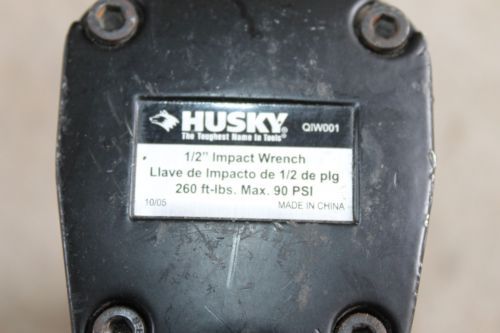 HUSKY® QIW001
The Toughest Name In Tools®
1/2" Impact Wrench
Llave de Impacto de 1/2 de plg
260 ft-lbs. Max. 90 PSI
10/05 MADE IN CHINA